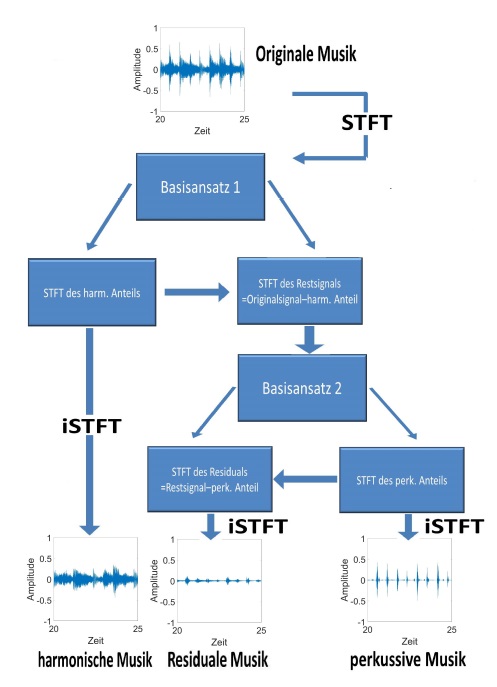 Originale Musik
1
0.5
0
-0.5
-1
Amplitude
20 25
Zeit
STFT
Basisansatz 1
STFT des harm. Anteils
STFT des Restsignals
=Originalsignal–harm. Anteil
Basisansatz 2
iSTFT
STFT des Residuals
=Restsignal–perk. Anteil
STFT des perk. Anteils
iSTFT
iSTFT
1
0.5
0
-0.5
-1
Amplitude
20 25
Zeit
harmonische Musik
1
0.5
0
-0.5
-1
Amplitude
20 25
Zeit
Residuale Musik
1
0.5
0
-0.5
-1
Amplitude
20 25
Zeit
perkussive Musik